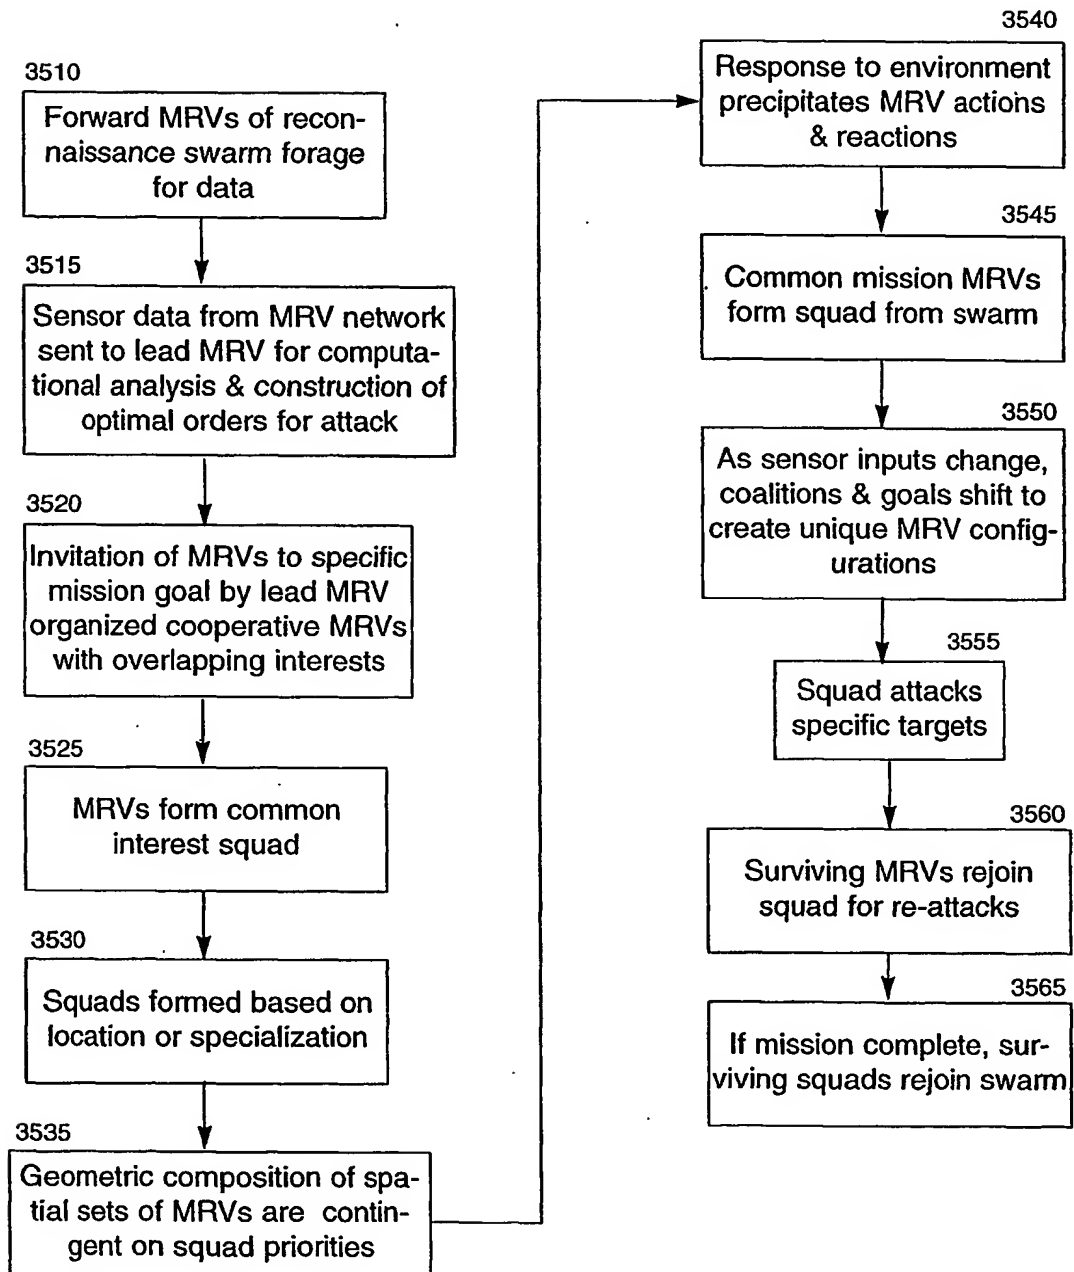 3510
Forward MRVs of recon-
naissance swarm forage
for data
3515
Sensor data from MRV network
sent to lead MRV for computa-
tional analysis & construction of
optimal orders for attack
3520
Invitation of MRVs to specific
mission goal by lead MRV
organized cooperative MRVs
with overlapping interests
3525
MRVs form common
interest squad
3530
Squads formed based on
location or specialization
3535
Geometric composition of spa-
tial sets of MRVs are contin-
gent on squad priorities
3540
Response to environment
precipitates MRV actions
& reactions
3545
Common mission MRVs
form squad from swarm
3550
As sensor inputs change,
coalitions & goals shift to
create unique MRV config-
urations
3555
Squad attacks
specific targets
3560
Surviving MRVs rejoin
squad for re-attacks
3565
If mission complete, sur-
viving squads rejoin swarm